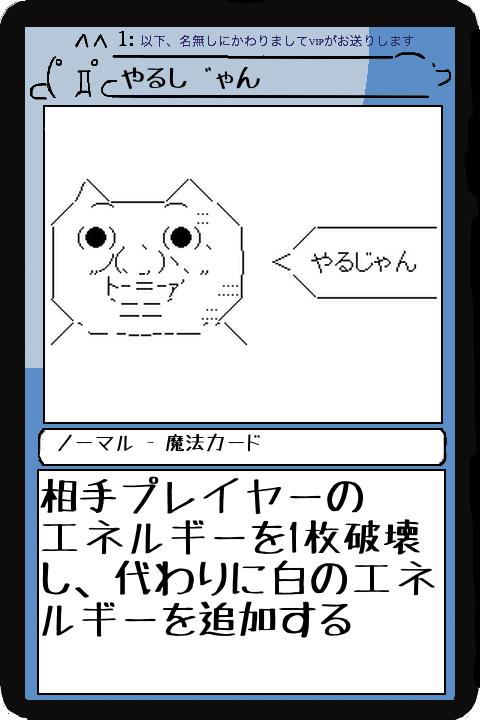 1: 以下、名無しにかわりましてVIPがお送りします
やるじゃん
やるじゃん
ノーマル - 魔法カード
相手プレイヤーの
エネルギーを1枚破壊
し、代わりに白のエネ
ルギーを追加する